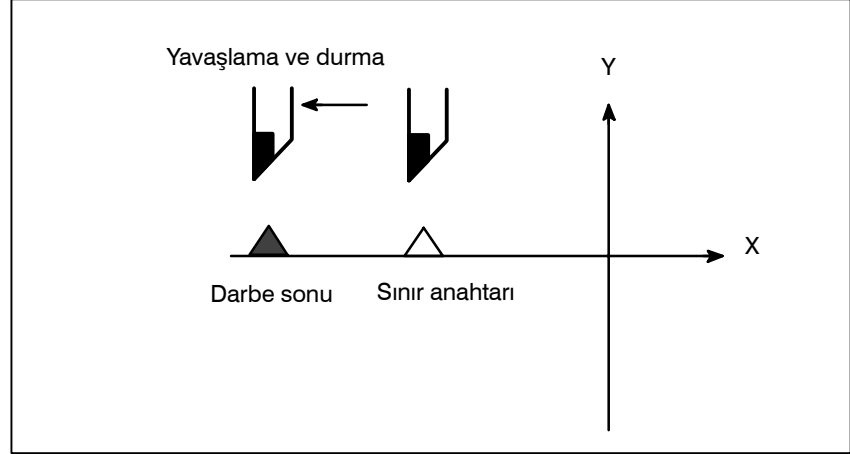 Yavaşlama ve durma
Y
X
Darbe sonu
Sınır anahtarı